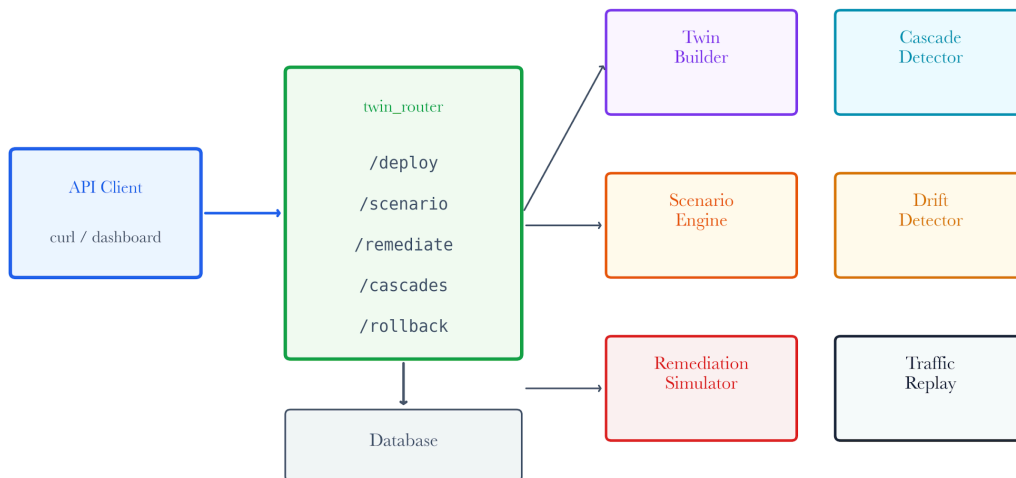 API Client
curl / dashboard
twin_router
/deploy
/scenario
/remediate
/cascades
/rollback
Database
Twin
Builder
Cascade
Detector
Scenario
Engine
Drift
Detector
Remediation
Simulator
Traffic
Replay